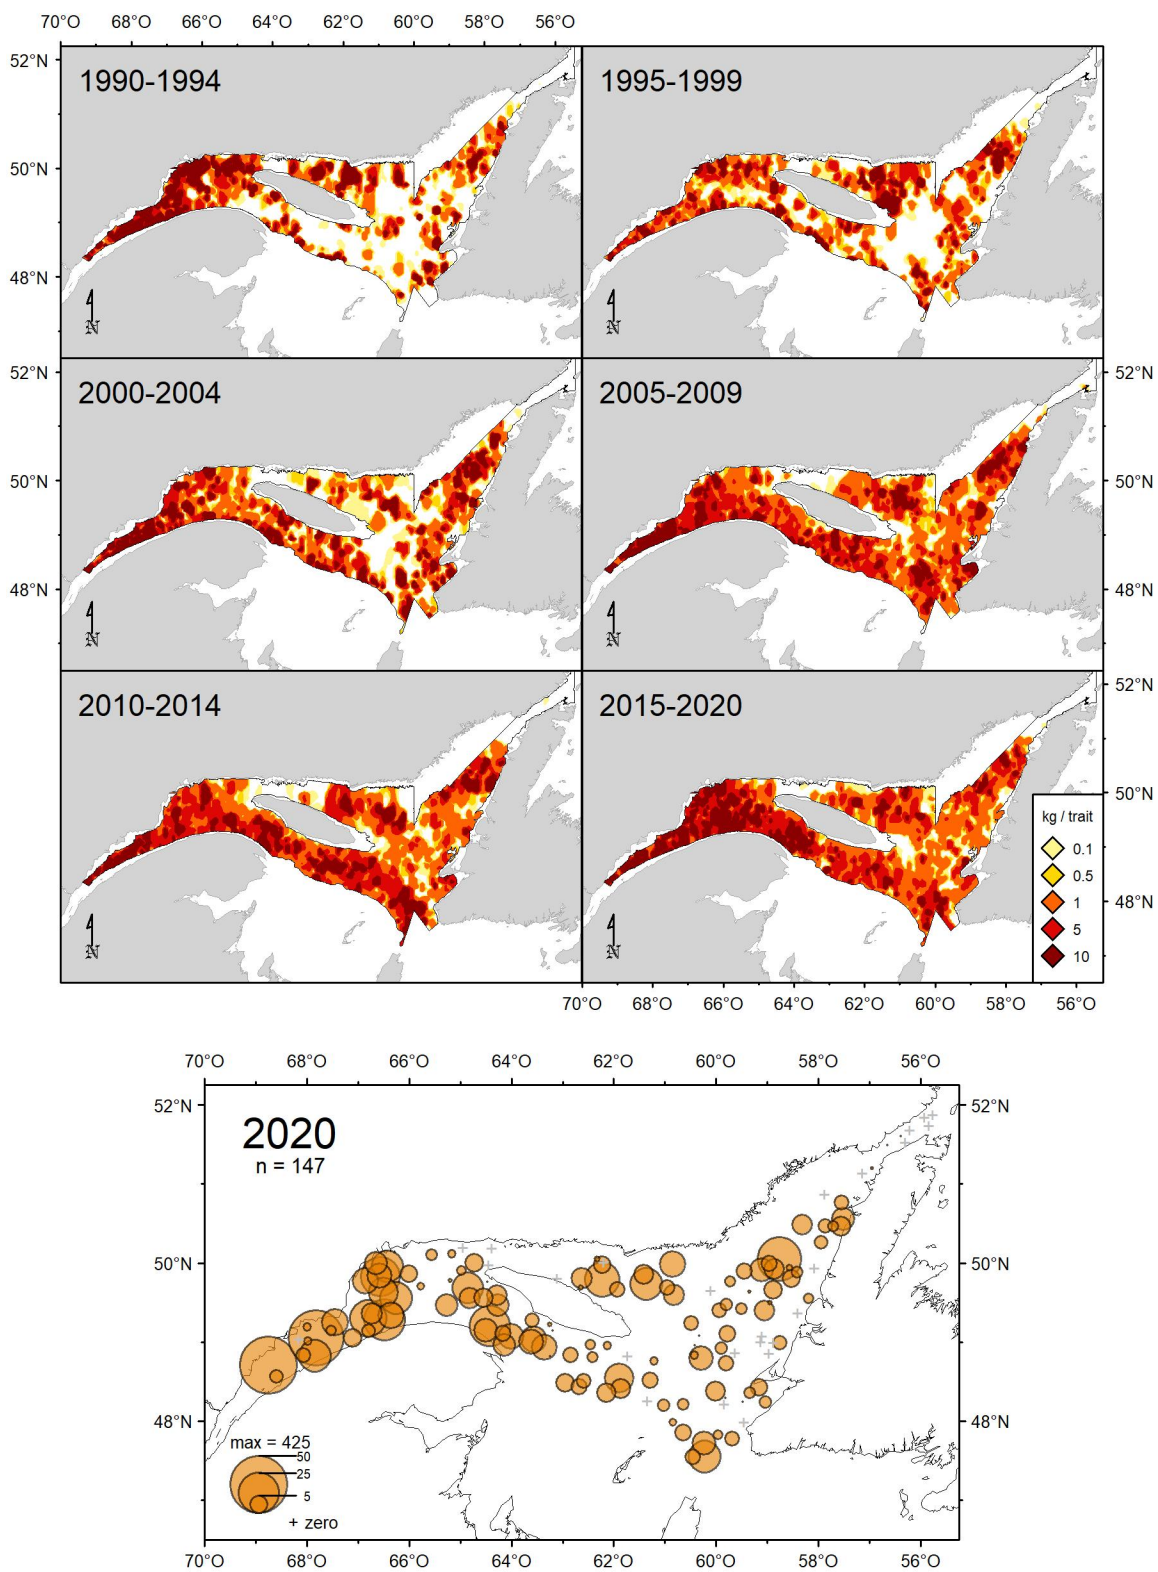 70°O 68°O 66°O 64°O 62°O 60°O 58°O 56°O
52°N
50°N
48°N
1990-1994
N
1995-1999
N
52°N
50°N
48°N
2000-2004
N
2005-2009
N
52°N
50°N
48°N
2010-2014
N
2015-2020
N
50°N
48°N
52°N
kg / trait
0.1
0.5
1
5
10
70°O 68°O 66°O 64°O 62°O 60°O 58°O 56°O
70°O 68°O 66°O 64°O 62°O 60°O 58°O 56°O
52°N
50°N
48°N
2020
n = 147
52°N
50°N
48°N
max = 425
50
25
5
+ zero
70°O 68°O 66°O 64°O 62°O 60°O 58°O 56°O